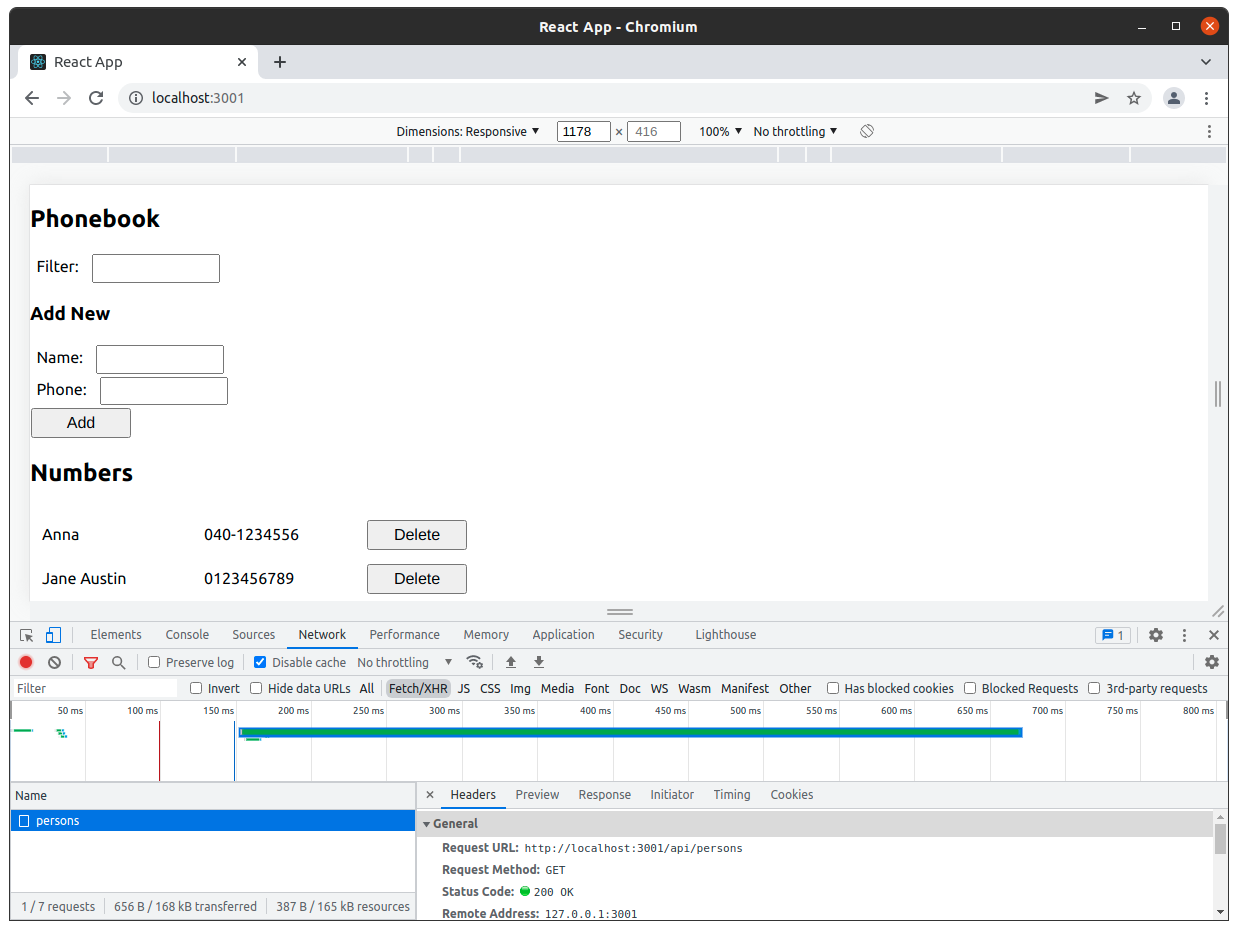 React App - Chromium
React App
localhost:3001
Dimensions: Responsive 1178 × 416 100% No throttling
Phonebook
Filter:
Add New
Name:
Phone:
Add
Numbers
Anna 040-1234556 Delete
Jane Austin 0123456789 Delete
Elements Console Sources Network Performance Memory Application Security Lighthouse 1
Preserve log Disable cache No throttling
Filter Invert Hide data URLs All Fetch/XHR JS CSS Img Media Font Doc WS Wasm Manifest Other Has blocked cookies Blocked Requests 3rd-party requests
50 ms 100 ms 150 ms 200 ms 250 ms 300 ms 350 ms 400 ms 450 ms 500 ms 550 ms 600 ms 650 ms 700 ms 750 ms 800 ms
Name
persons
1 / 7 requests 656 B / 168 kB transferred 387 B / 165 kB resources
Headers Preview Response Initiator Timing Cookies
General
Request URL: http://localhost:3001/api/persons
Request Method: GET
Status Code: 200 OK
Remote Address: 127.0.0.1:3001